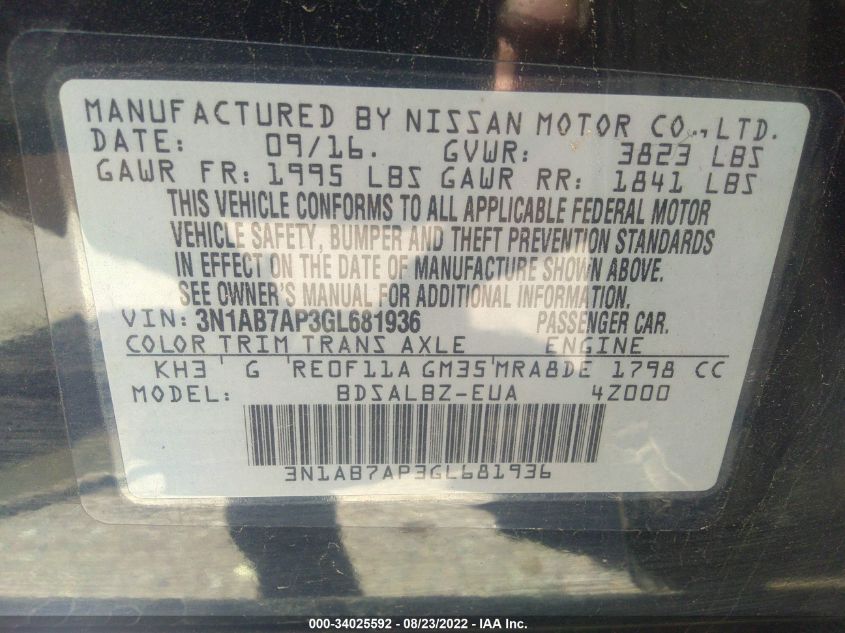 MANUFACTURED BY NISSAN MOTOR CO., LTD.
DATE: 09/16. GVWR: 3823 LBS
GAWR FR: 1995 LBS GAWR RR: 1841 LBS
THIS VEHICLE CONFORMS TO ALL APPLICABLE FEDERAL MOTOR
VEHICLE SAFETY, BUMPER AND THEFT PREVENTION STANDARDS
IN EFFECT ON THE DATE OF MANUFACTURE SHOWN ABOVE.
SEE OWNER'S MANUAL FOR ADDITIONAL INFORMATION.
VIN: 3N1AB7AP3GL681936 PASSENGER CAR.
COLOR TRIM TRANS AXLE ENGINE
KH3 G RE0F11A GM35 MRA8DE 1798 CC
MODEL: BDSALBZ-EUA 4Z000
3N1AB7AP3GL681936
000-34025592 - 08/23/2022 - IAA Inc.